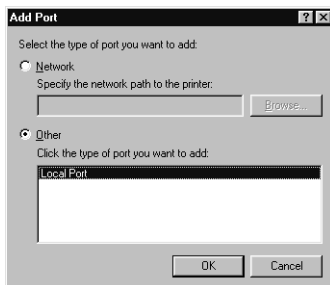 Add Port
Select the type of port you want to add:
Network
Specify the network path to the printer:
Browse...
Other
Click the type of port you want to add:
Local Port
OK
Cancel